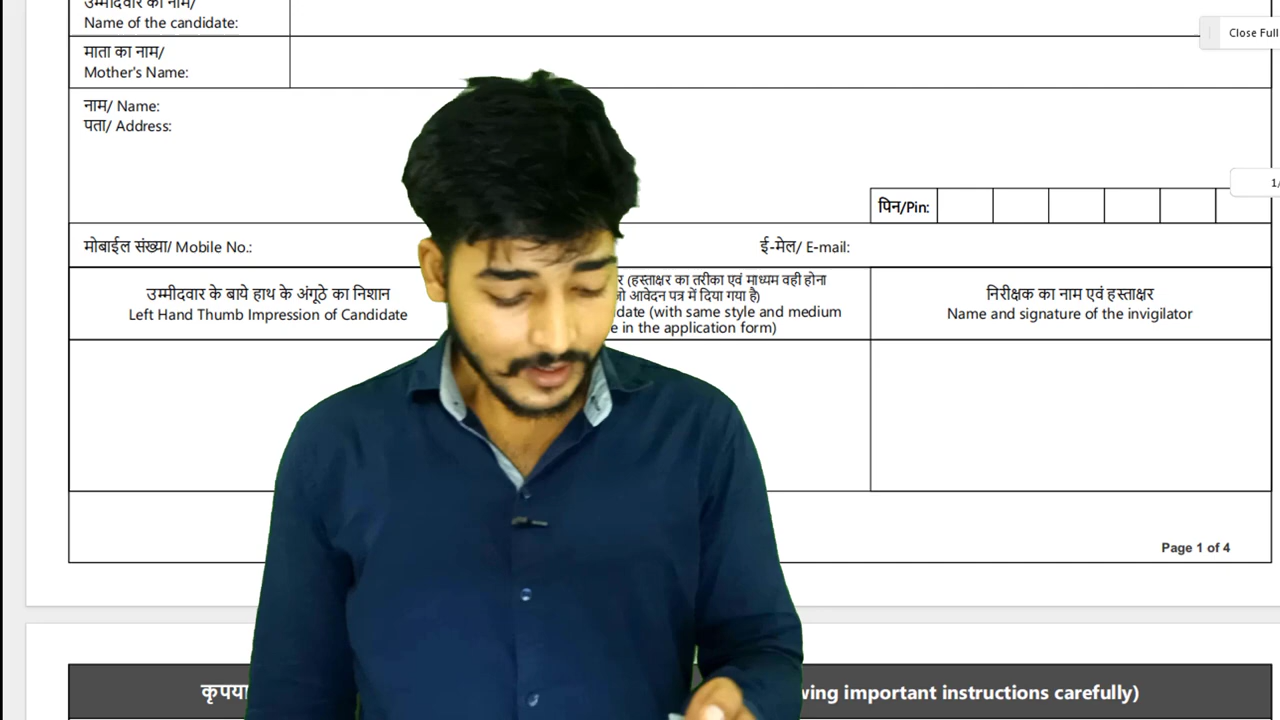 उम्मीदवार का नाम/
Name of the candidate:
Close Full
माता का नाम/
Mother's Name:
नाम/ Name:
पता/ Address:
1/
पिन/Pin:
मोबाईल संख्या/ Mobile No.:
ई-मेल/ E-mail:
उम्मीदवार के बाये हाथ के अंगूठे का निशान
Left Hand Thumb Impression of Candidate
(हस्ताक्षर का तरीका एवं माध्यम वही होना
आवेदन पत्र में दिया गया है)
date (with same style and medium
in the application form)
निरीक्षक का नाम एवं हस्ताक्षर
Name and signature of the invigilator
Page 1 of 4
कृपया
wing important instructions carefully)